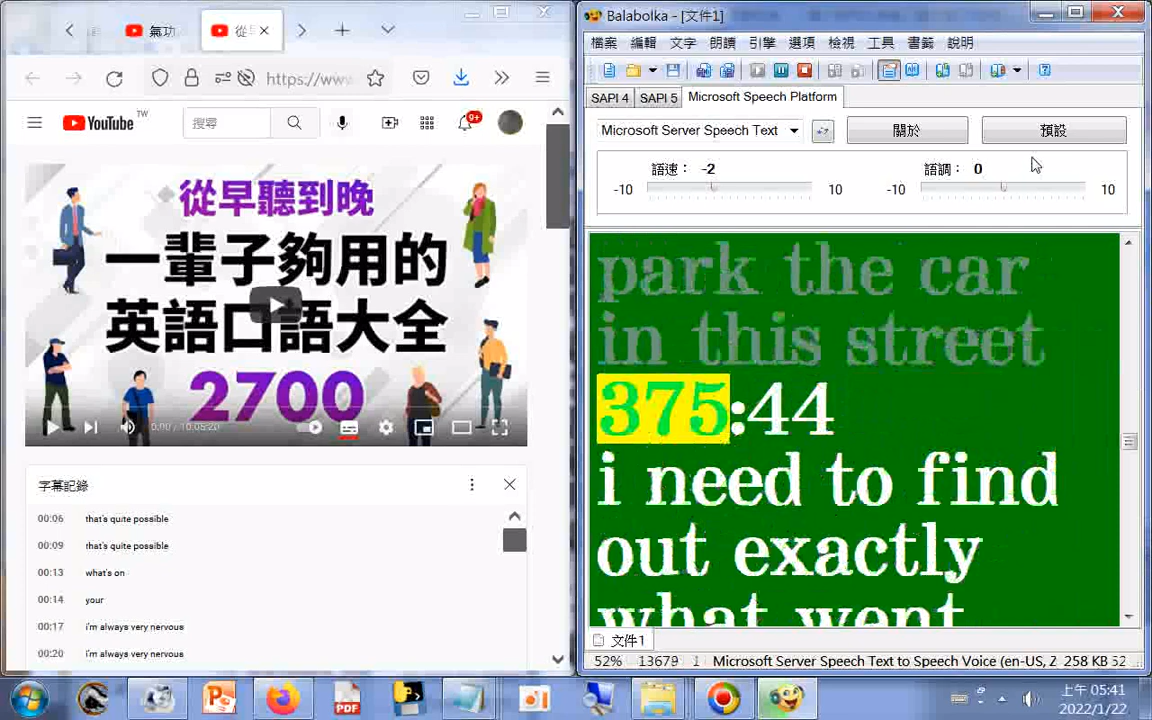 氣功
從
https://www
YouTube TW
搜尋
9+
從早聽到晚
一輩子夠用的
英語口語大全
2700
0:00 / 10:05:20
字幕記錄
00:06 that's quite possible
00:09 that's quite possible
00:13 what's on
00:14 your
00:17 i'm always very nervous
00:20 i'm always very nervous
Balabolka - [文件1]
檔案 編輯 文字 朗讀 引擎 選項 檢視 工具 書籤 說明
SAPI 4 SAPI 5 Microsoft Speech Platform
Microsoft Server Speech Text 關於 預設
語速： -2 語調： 0
-10 10 -10 10
park the car
in this street
375:44
i need to find
out exactly
what went
文件1
52% 13679 1 Microsoft Server Speech Text to Speech Voice (en-US, Z 258 KB 52
PDF
上午 05:41
2022/1/22